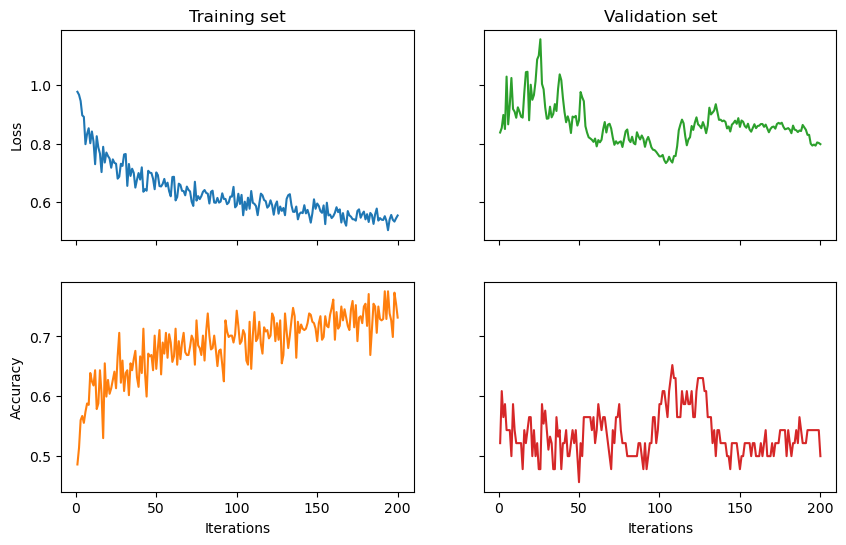 Training set
Validation set
Loss
1.0
0.8
0.6
Accuracy
0.7
0.6
0.5
0 50 100 150 200
0 50 100 150 200
Iterations
Iterations